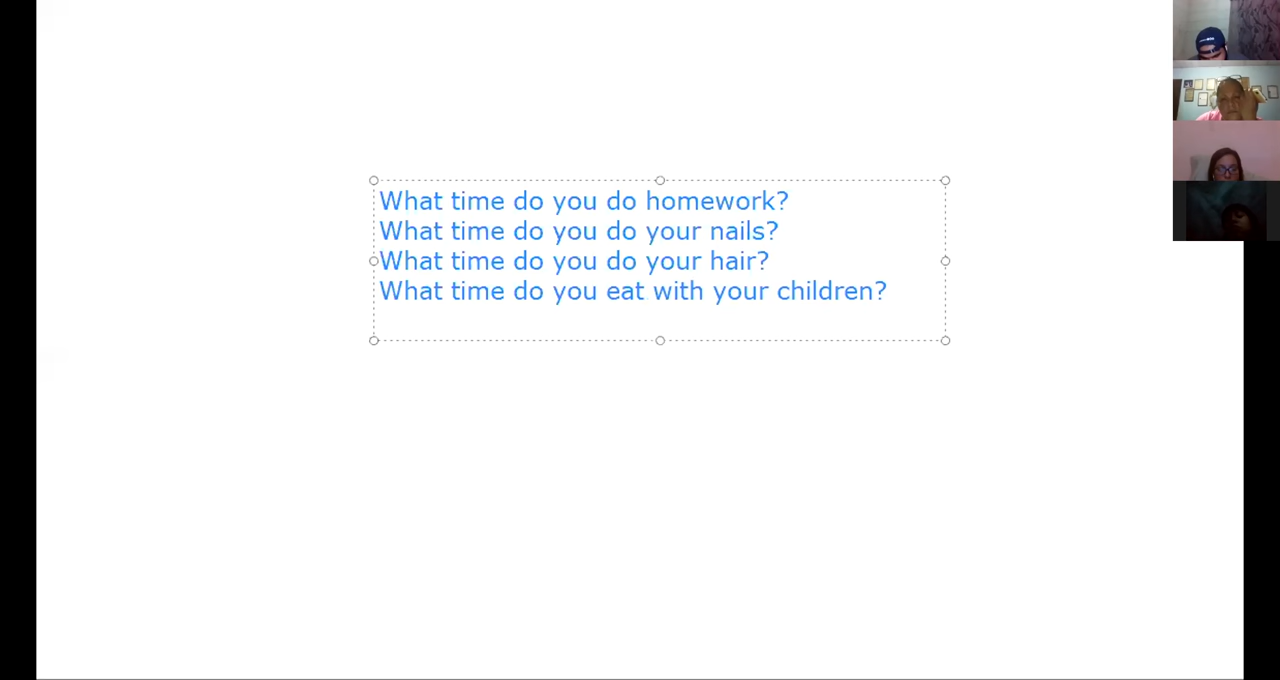 What time do you do homework?
What time do you do your nails?
What time do you do your hair?
What time do you eat with your children?